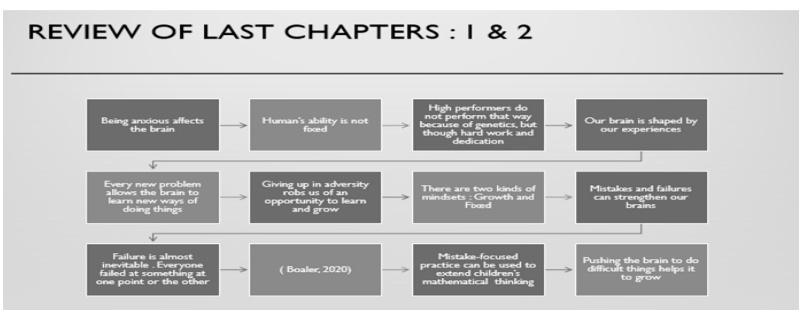 REVIEW OF LAST CHAPTERS : 1 & 2
Being anxious affects
the brain
Human's ability is not
fixed
High performers do
not perform that way
because of genetics, but
though hard work and
dedication
Our brain is shaped by
our experiences
Every new problem
allows the brain to
learn new ways of
doing things
Giving up in adversity
robs us of an
opportunity to learn
and grow
There are two kinds of
mindsets : Growth and
Fixed
Mistakes and failures
can strengthen our
brains
Failure is almost
inevitable . Everyone
failed at something at
one point or the other
( Boaler, 2020)
Mistake-focused
practice can be used to
extend children's
mathematical thinking
Pushing the brain to do
difficult things helps it
to grow